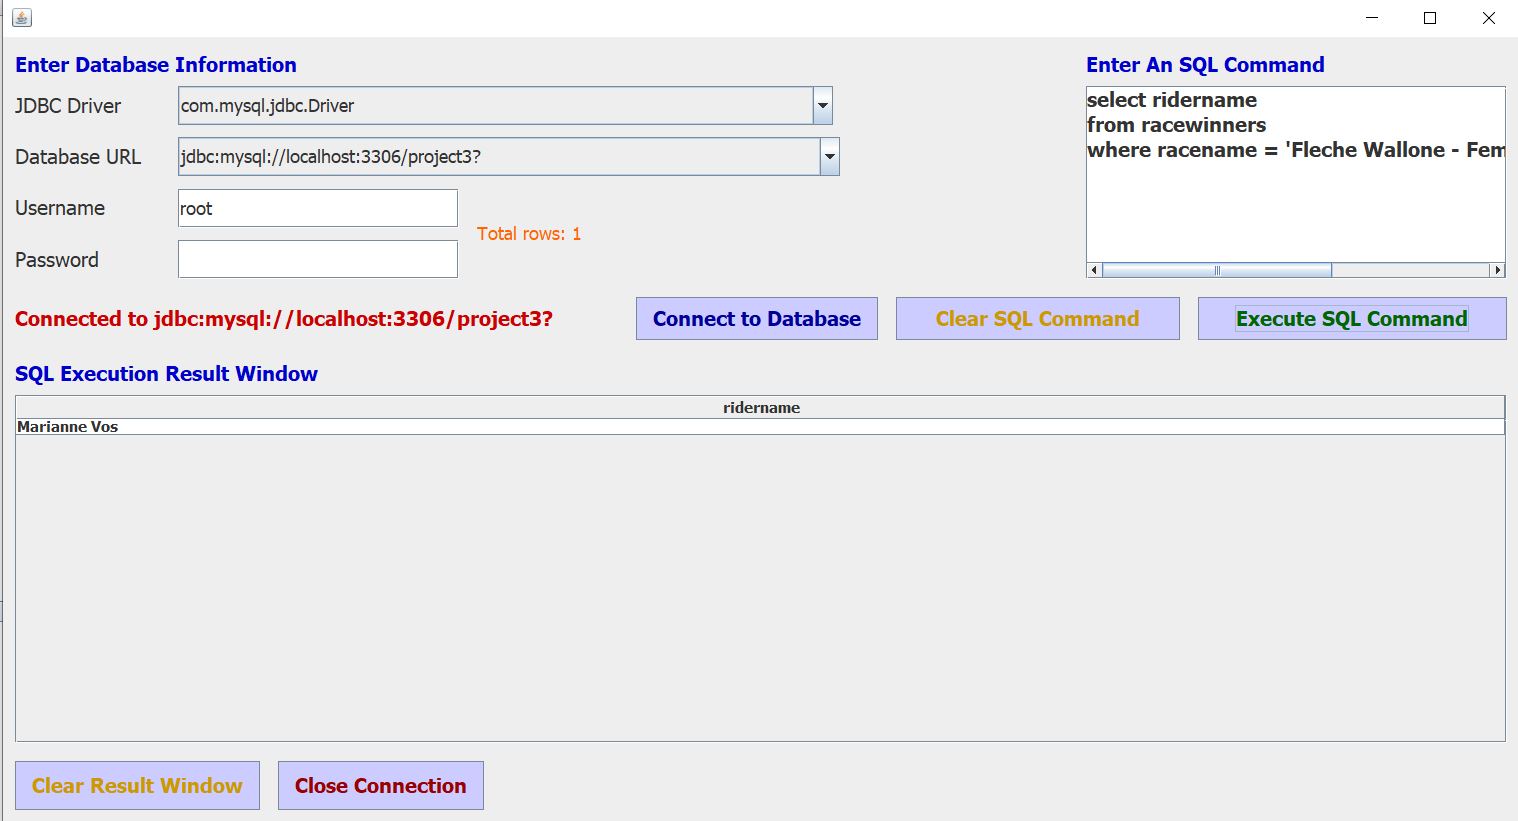 Enter Database Information
JDBC Driver
com.mysql.jdbc.Driver
Database URL
jdbc:mysql://localhost:3306/project3?
Username
root
Password
Total rows: 1
Enter An SQL Command
select ridername
from racewinners
where racename = 'Fleche Wallone - Fem
Connected to jdbc:mysql://localhost:3306/project3?
Connect to Database
Clear SQL Command
Execute SQL Command
SQL Execution Result Window
ridername
Marianne Vos
Clear Result Window
Close Connection